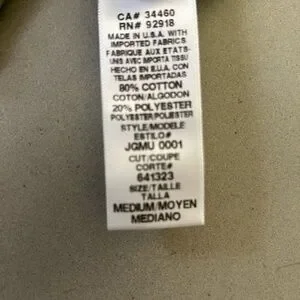 CA# 34460
RN# 92918
MADE IN U.S.A. WITH
IMPORTED FABRICS
FABRIQUE AUX ETATS-
UNIS AVEC IMPORTA TISSU
HECHO EN E.U.A. CON
TELAS IMPORTADAS
80% COTTON
COTON/ALGODON
20% POLYESTER
POLYESTER/POLIESTER
STYLE/MODELE
ESTILO#
JGMU 0001
CUT/COUPE
CORTE#
641323
SIZE/TAILLE
TALLA
MEDIUM/MOYEN
MEDIANO